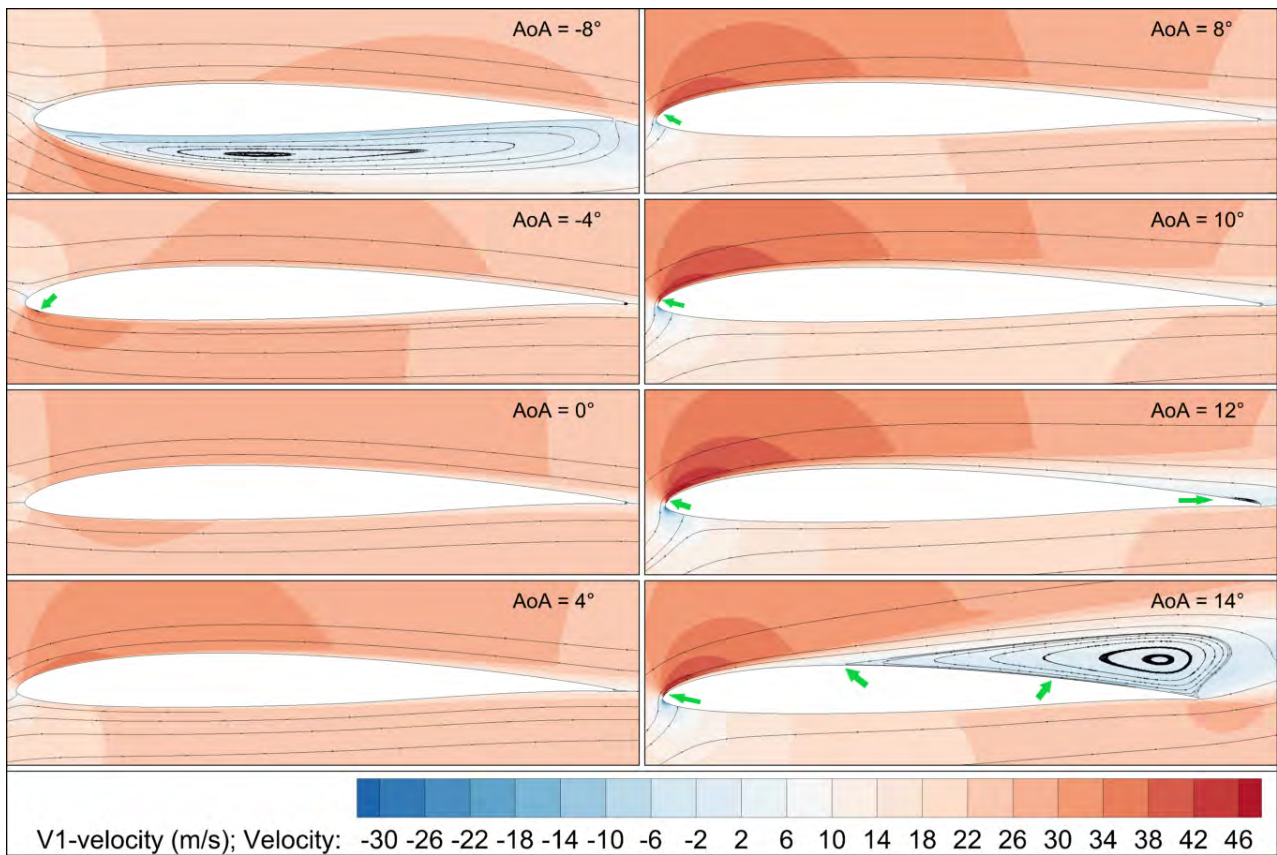 AoA = -8°
AoA = 8°
AoA = -4°
AoA = 10°
AoA = 0°
AoA = 12°
AoA = 4°
AoA = 14°
V1-velocity (m/s); Velocity: -30 -26 -22 -18 -14 -10 -6 -2 2 6 10 14 18 22 26 30 34 38 42 46